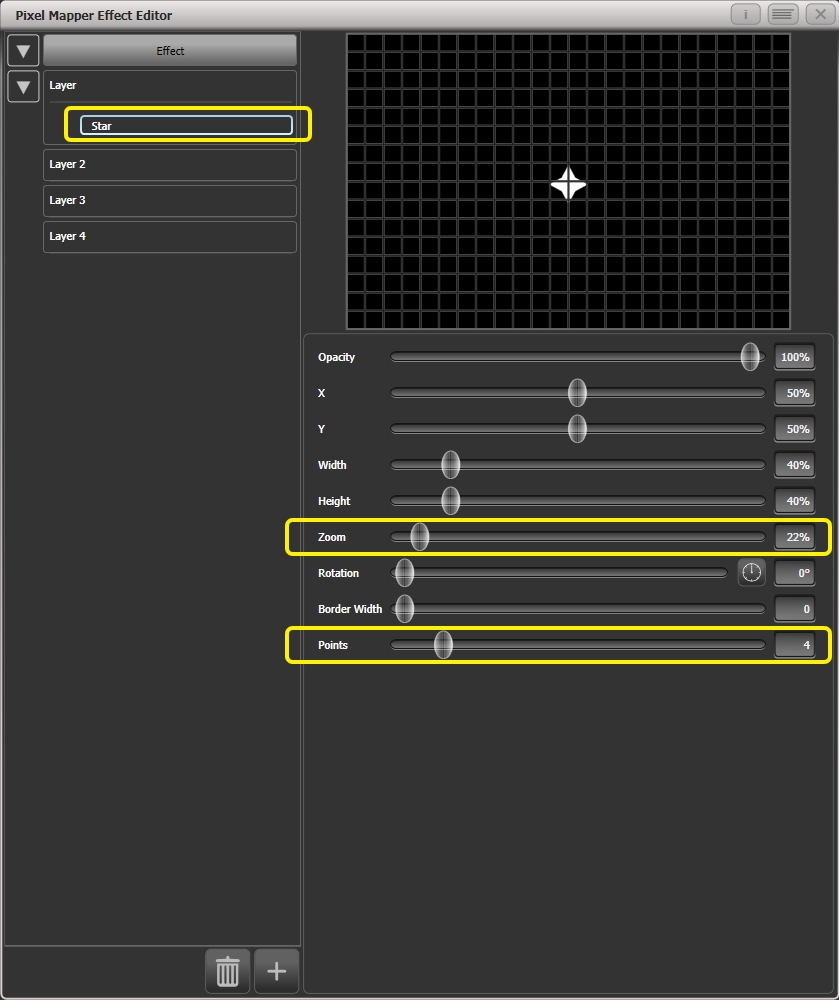 Pixel Mapper Effect Editor
i
Effect
Layer
Star
Layer 2
Layer 3
Layer 4
Opacity 100%
X 50%
Y 50%
Width 40%
Height 40%
Zoom 22%
Rotation 0°
Border Width 0
Points 4